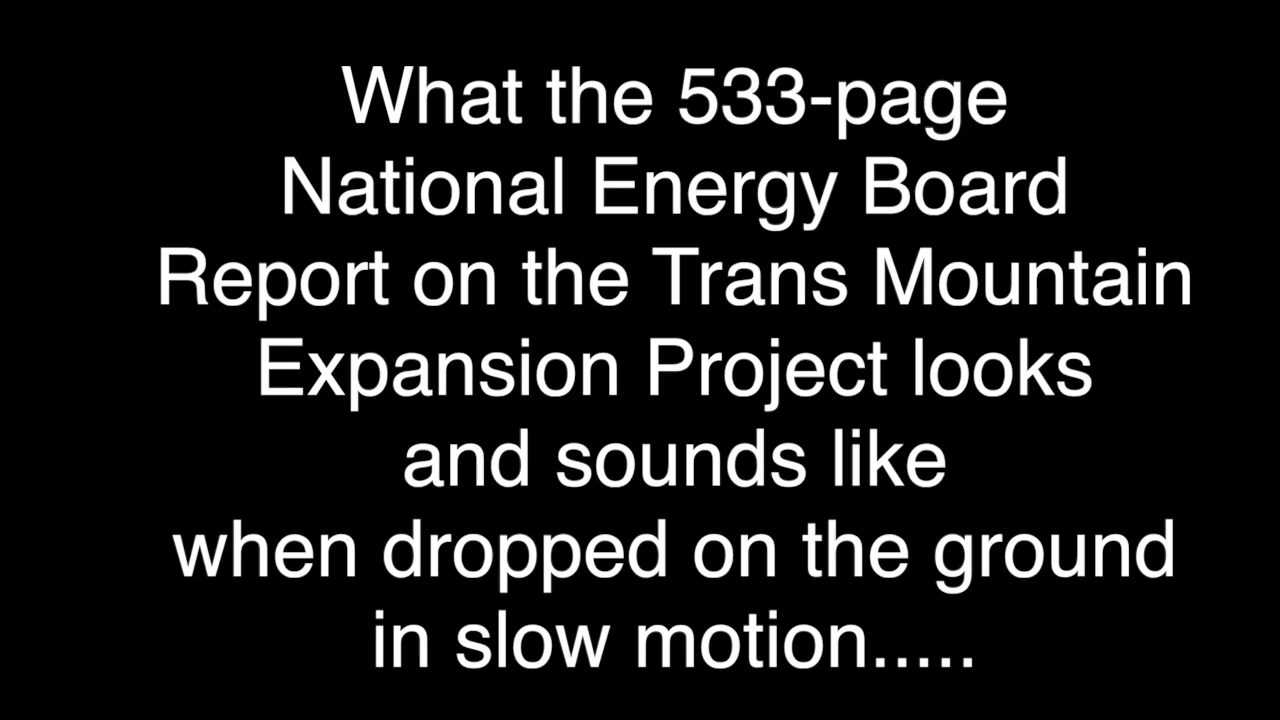 What the 533-page
National Energy Board
Report on the Trans Mountain
Expansion Project looks
and sounds like
when dropped on the ground
in slow motion.....